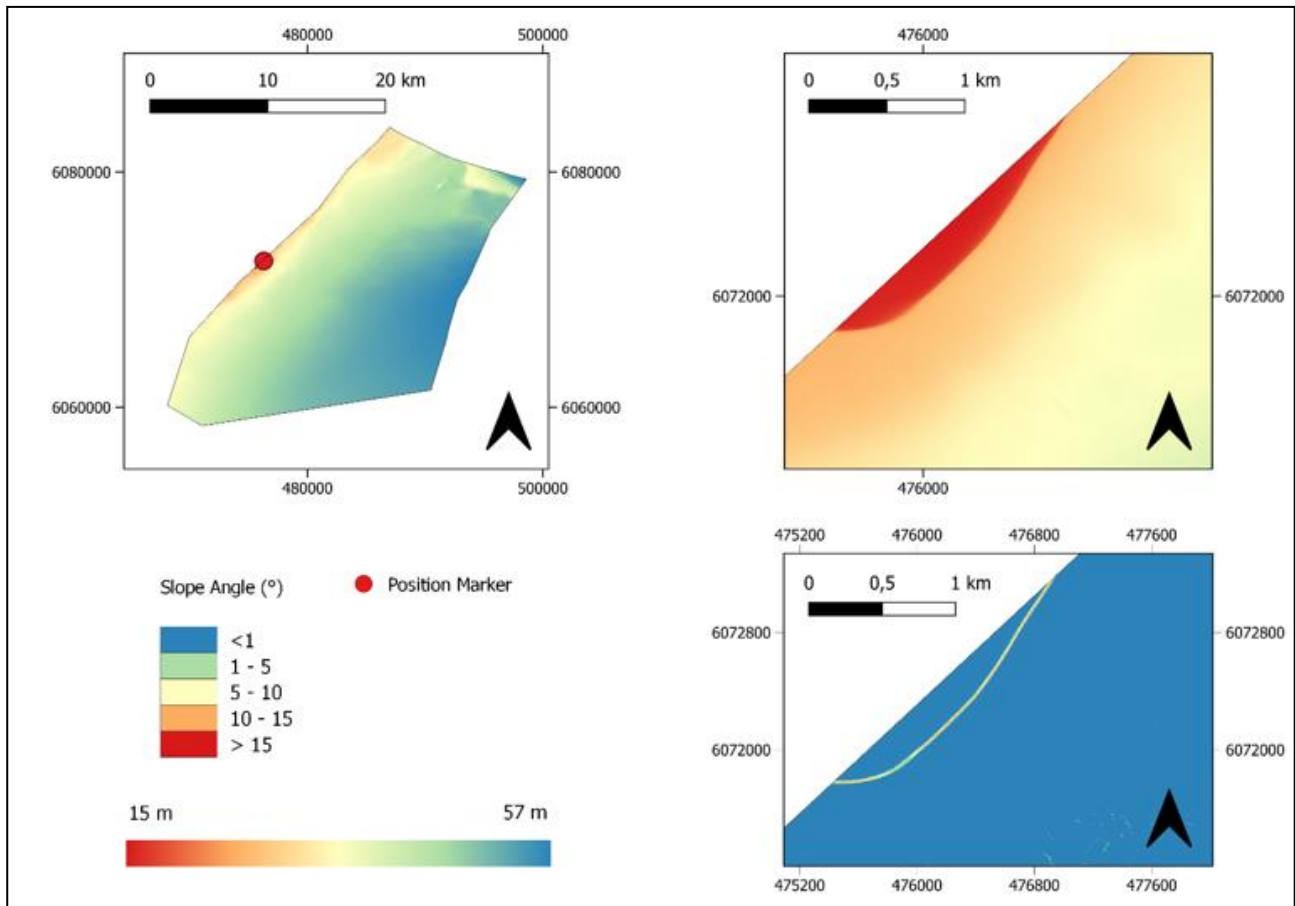 480000 500000
0 10 20 km
6080000 6080000
6060000 6060000
480000 500000
476000
0 0,5 1 km
6072000 6072000
476000
Slope Angle (°)
<1
1 - 5
5 - 10
10 - 15
> 15
Position Marker
15 m 57 m
475200 476000 476800 477600
0 0,5 1 km
6072800 6072800
6072000 6072000
475200 476000 476800 477600